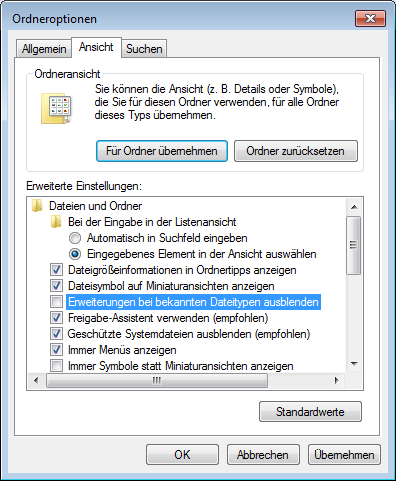 Ordneroptionen
Allgemein Ansicht Suchen
Ordneransicht
Sie können die Ansicht (z. B. Details oder Symbole),
die Sie für diesen Ordner verwenden, für alle Ordner
dieses Typs übernehmen.
Für Ordner übernehmen Ordner zurücksetzen
Erweiterte Einstellungen:
Dateien und Ordner
Bei der Eingabe in der Listenansicht
Automatisch in Suchfeld eingeben
Eingegebenes Element in der Ansicht auswählen
Dateigrößeinformationen in Ordnertipps anzeigen
Dateisymbol auf Miniaturansichten anzeigen
Erweiterungen bei bekannten Dateitypen ausblenden
Freigabe-Assistent verwenden (empfohlen)
Geschützte Systemdateien ausblenden (empfohlen)
Immer Menüs anzeigen
Immer Symbole statt Miniaturansichten anzeigen
Standardwerte
OK Abbrechen Übernehmen